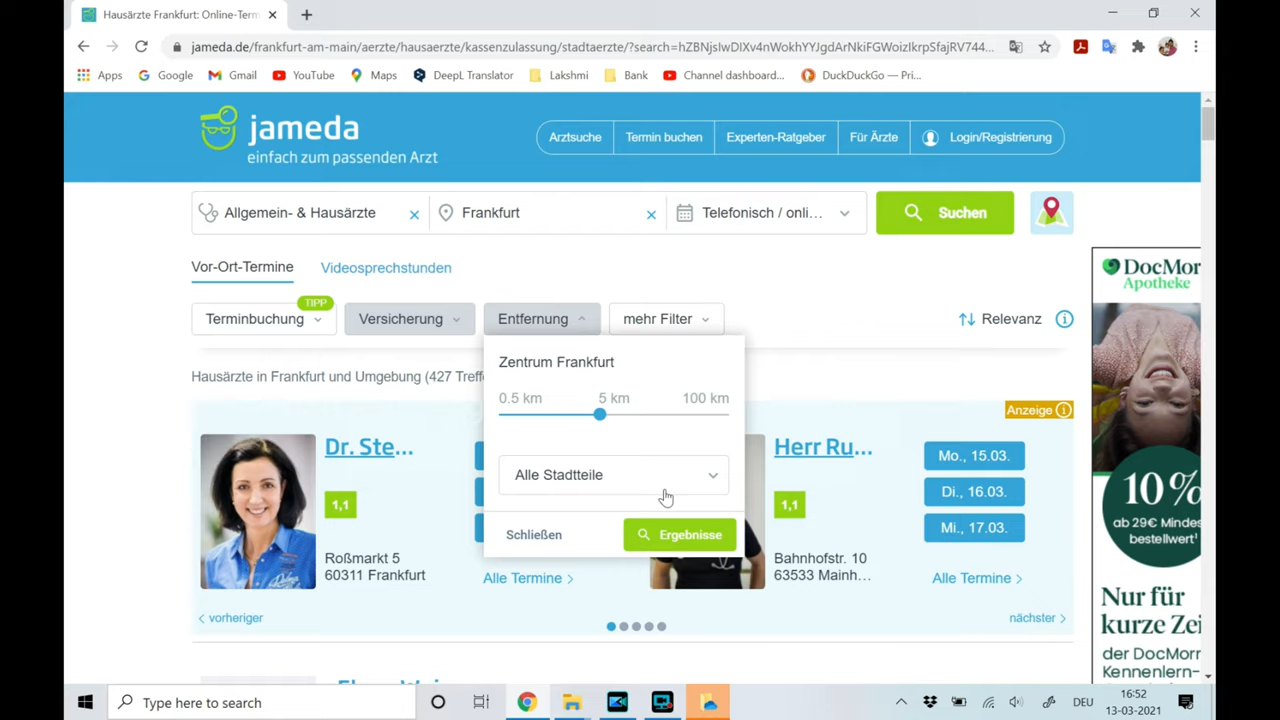 Hausärzte Frankfurt: Online-Term
jameda.de/frankfurt-am-main/aerzte/hausaerzte/kassenzulassung/stadtaerzte/?search=
Apps Google Gmail YouTube Maps DeepL Translator Lakshmi Bank Channel dashboard... DuckDuckGo — Pri...
jameda
einfach zum passenden Arzt
Arztsuche Termin buchen Experten-Ratgeber Für Ärzte Login/Registrierung
Allgemein- & Hausärzte Frankfurt Telefonisch / onli... Suchen
Vor-Ort-Termine Videosprechstunden
DocMor
Apotheke
TIPP
Terminbuchung Versicherung Entfernung mehr Filter Relevanz
Zentrum Frankfurt
Hausärzte in Frankfurt und Umgebung (427 Treff
0.5 km 5 km 100 km
Anzeige
Dr. Ste...
Herr Ru...
Mo., 15.03.
Alle Stadtteile
Di., 16.03.
1,1
1,1
Mi., 17.03.
Schließen Ergebnisse
Roßmarkt 5
60311 Frankfurt
Alle Termine >
Bahnhofstr. 10
63533 Mainh...
Alle Termine >
< vorheriger
nächster >
10%
ab 29€ Mindes
bestellwert¹
Nur für
kurze Zei
der DocMorr
Kennenlern-
Type here to search
DEU
16:52
13-03-2021